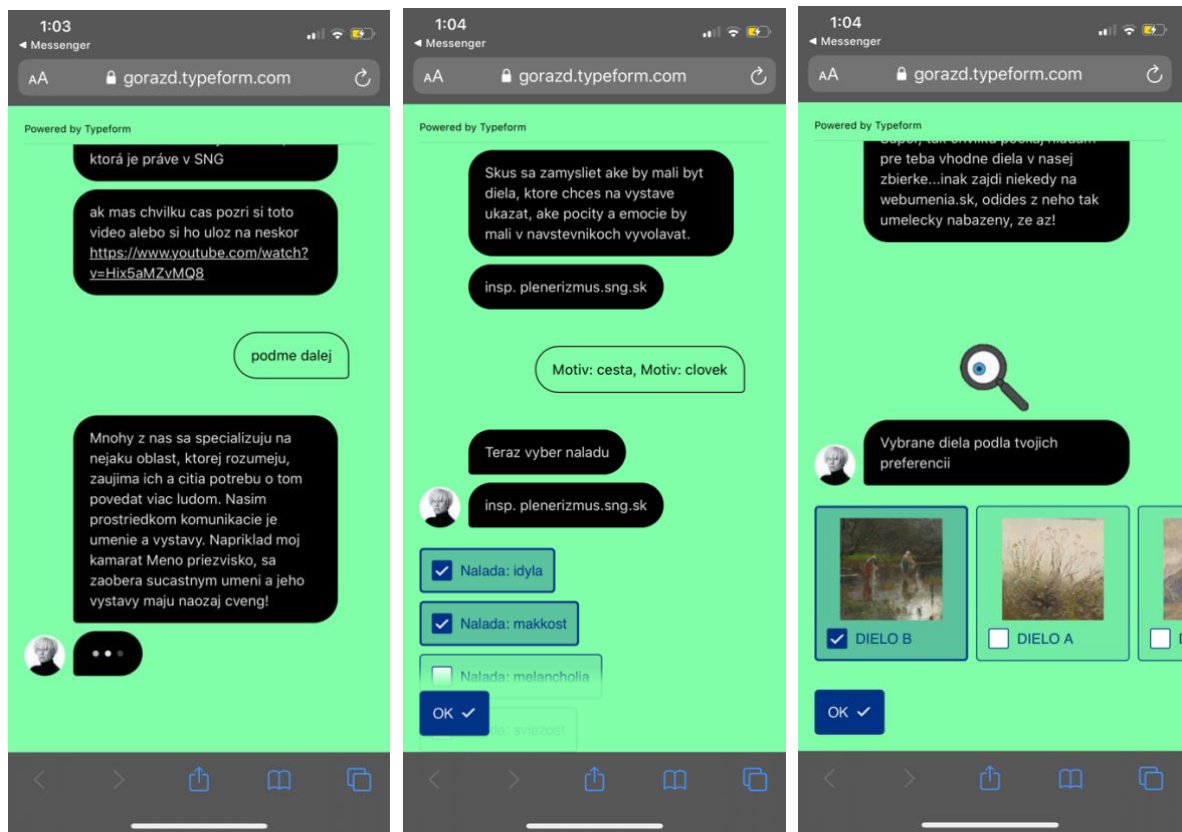 1:03
◀ Messenger
AA gorazd.typeform.com
Powered by Typeform
ktorá je práve v SNG
ak mas chvilku cas pozri si toto
video alebo si ho uloz na neskor
https://www.youtube.com/watch?
v=Hix5aMZvMQ8
podme dalej
Mnohy z nas sa specializuju na
nejaku oblast, ktorej rozumeju,
zaujima ich a citia potrebu o tom
povedat viac ludom. Nasim
prostriedkom komunikacie je
umenie a vystavy. Napriklad moj
kamarat Meno priezvisko, sa
zaobera sucastnym umeni a jeho
vystavy maju naozaj cveng!
1:04
◀ Messenger
AA gorazd.typeform.com
Powered by Typeform
Skus sa zamysliet ake by mali byt
diela, ktore chces na vystave
ukazat, ake pocity a emocie by
mali v navstevnikoch vyvolavat.
insp. plenerizmus.sng.sk
Motiv: cesta, Motiv: clovek
Teraz vyber naladu
insp. plenerizmus.sng.sk
Nalada: idyla
Nalada: makkost
Nalada: melancholia
OK
Nalada: sviezost
1:04
◀ Messenger
AA gorazd.typeform.com
Powered by Typeform
Super, tak chvilku pockaj hladam
pre teba vhodne diela v nasej
zbierke...inak zajdi niekedy na
webumenia.sk, odides z neho tak
umelecky nabazeny, ze az!
Vybrane diela podla tvojich
preferencii
DIELO B
DIELO A
OK